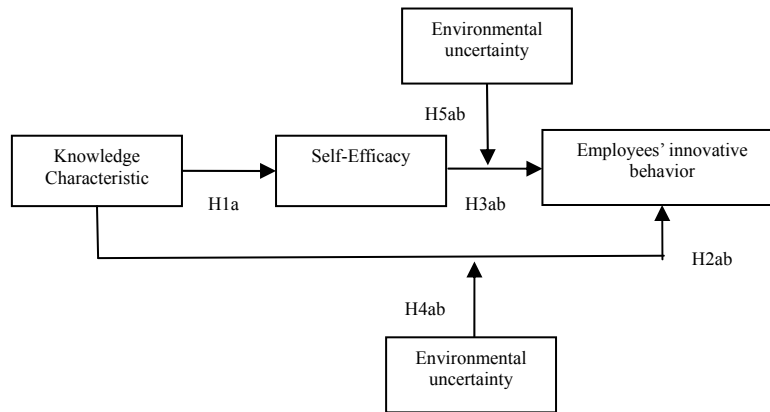 Environmental
uncertainty
H5ab
Knowledge
Characteristic
Self-Efficacy
Employees’ innovative
behavior
H1a
H3ab
H2ab
H4ab
Environmental
uncertainty